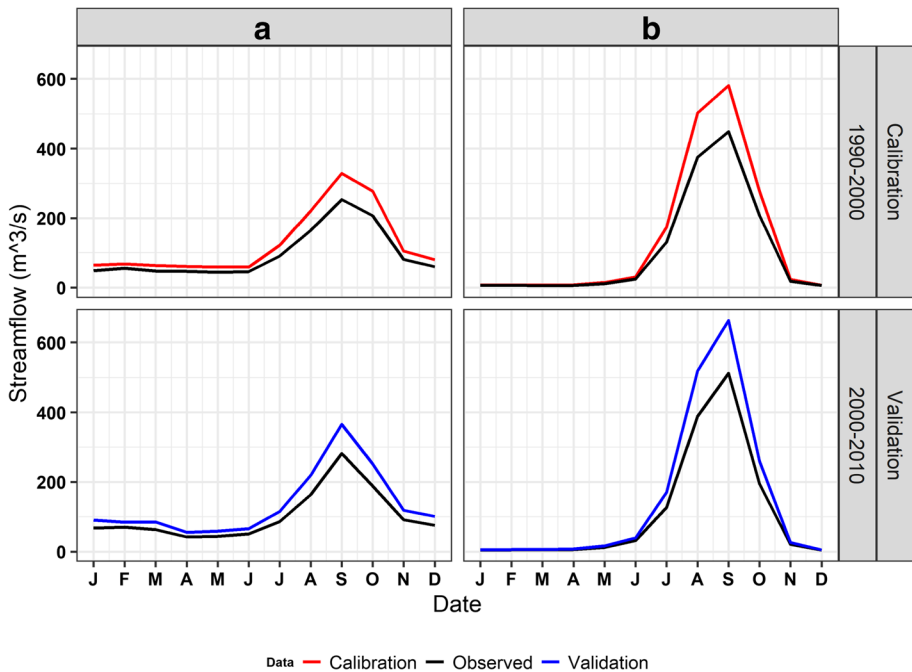 a
b
600
400
200
0
1990-2000
Calibration
600
400
200
0
2000-2010
Validation
Streamflow (m^3/s)
J F M A M J J A S O N D
J F M A M J J A S O N D
Date
Data Calibration Observed Validation